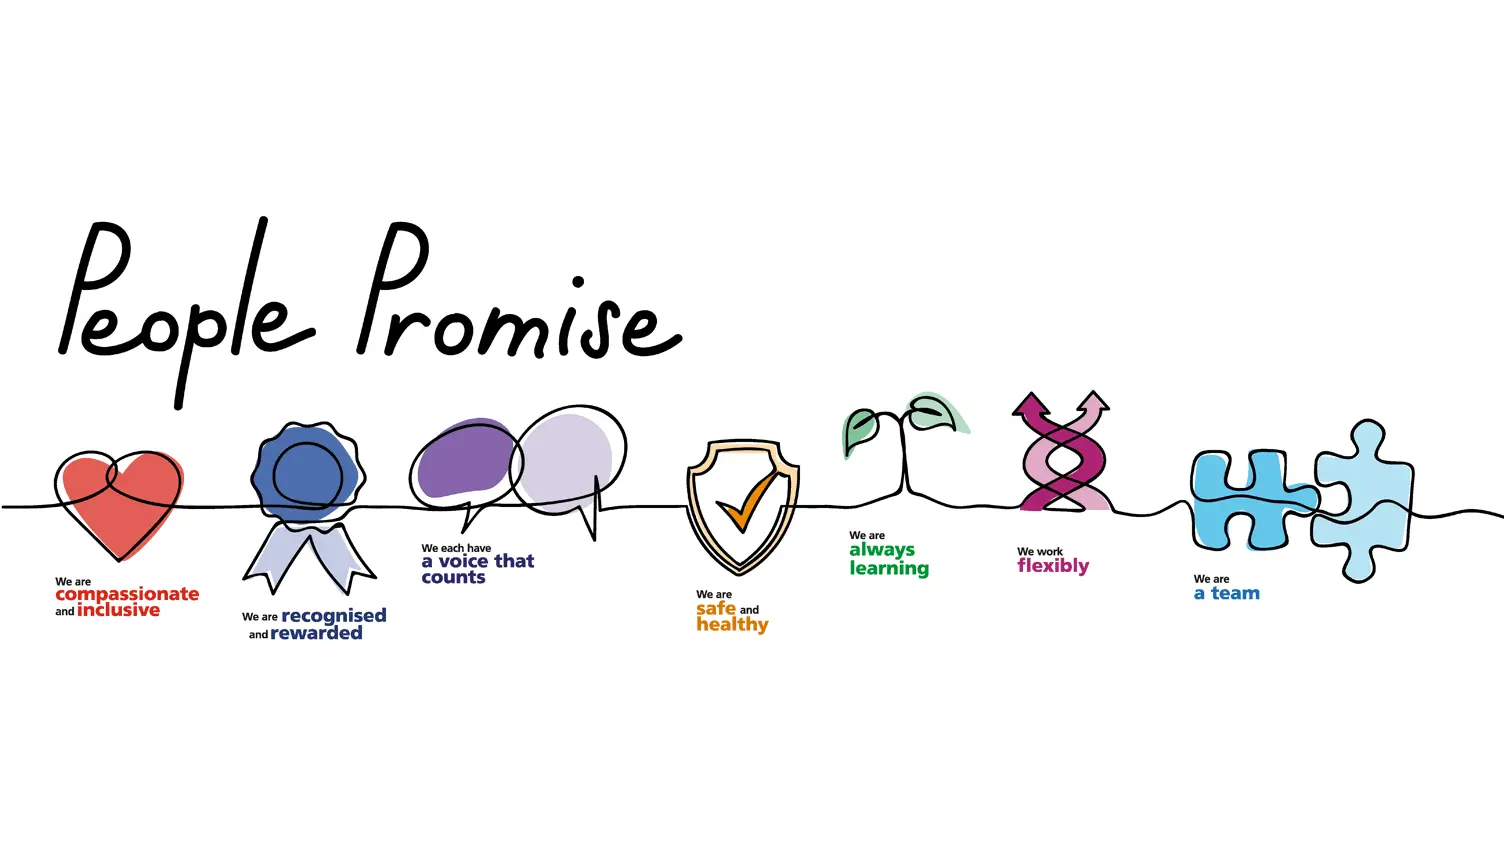 People Promise
We are
compassionate
and inclusive
We are recognised
and rewarded
We each have
a voice that
counts
We are
safe and
healthy
We are
always
learning
We work
flexibly
We are
a team